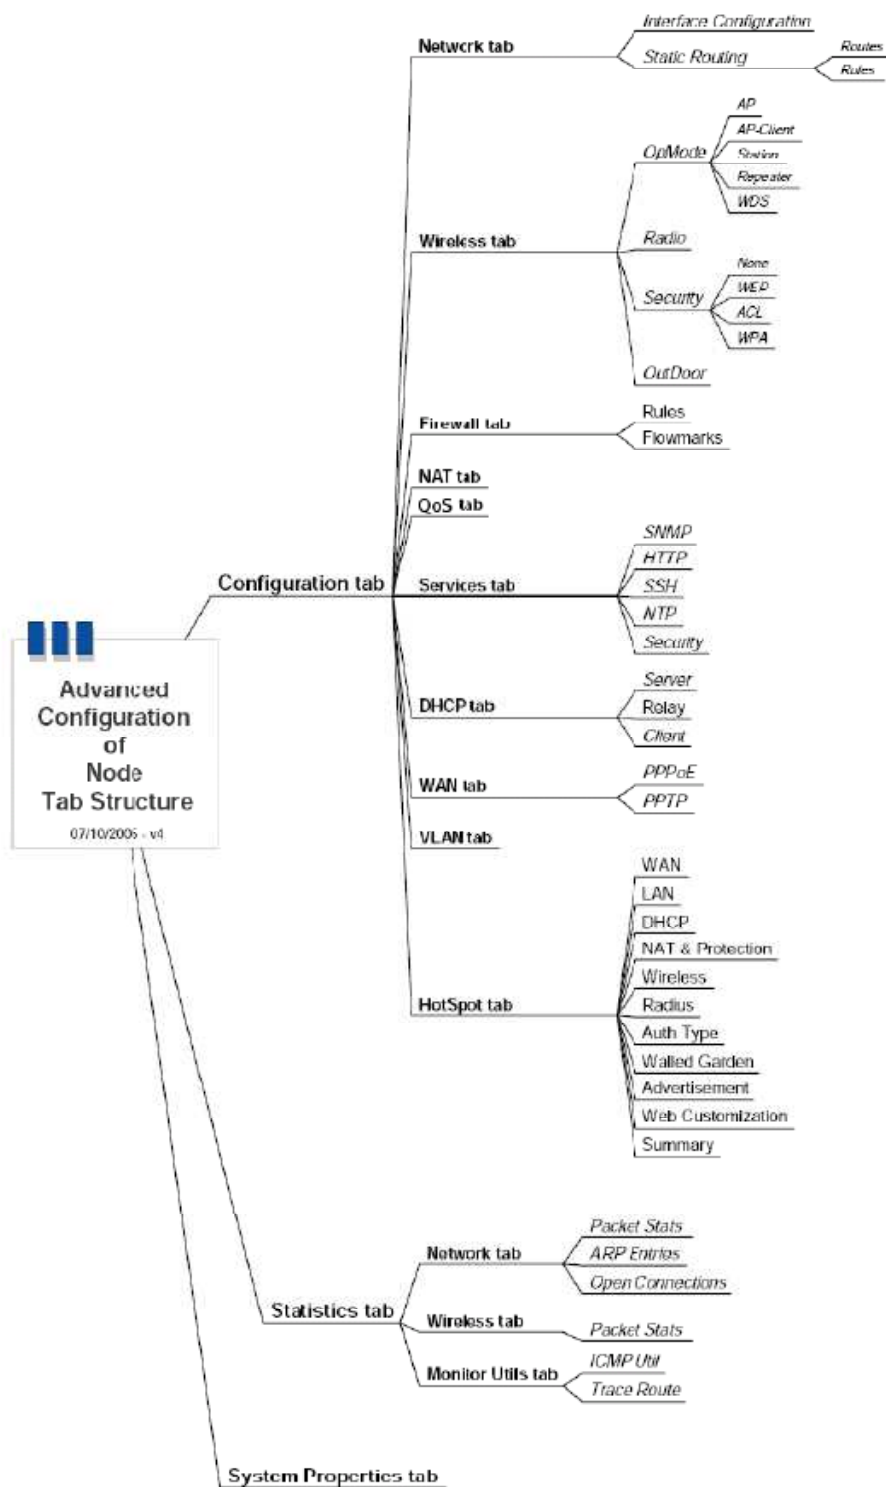 Interface Configuration
Network tab
Static Routing
Routes
Rules
AP
AP-Client
OpMode
Station
Repeater
WDS
Wireless tab
Radio
None
WEP
Security
ACL
WPA
OutDoor
Firewall tab
Rules
Flowmarks
NAT tab
QoS tab
SNMP
HTTP
Configuration tab
Services tab
SSH
NTP
Security
Advanced
Configuration
of
Node
Tab Structure
Server
DHCP tab
Relay
Client
WAN tab
PPPoE
PPTP
VLAN tab
WAN
LAN
DHCP
NAT & Protection
Wireless
HotSpot tab
Radius
Auth Type
Walled Garden
Advertisement
Web Customization
Summary
Packet Stats
Network tab
ARP Entries
Open Connections
Statistics tab
Wireless tab
Packet Stats
ICMP Util
Monitor Utils tab
Trace Route
System Properties tab